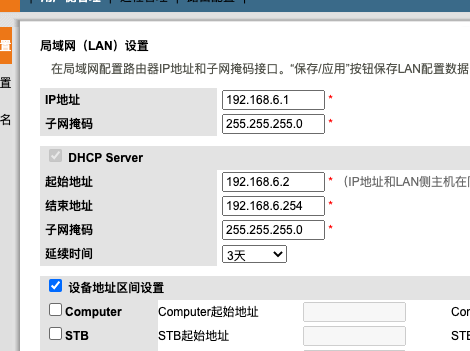 局域网（LAN）设置
在局域网配置路由器IP地址和子网掩码接口。“保存/应用”按钮保存LAN配置数据
置
IP地址 192.168.6.1 *
置
子网掩码 255.255.255.0 *
名
DHCP Server
起始地址 192.168.6.2 * （IP地址和LAN侧主机在
结束地址 192.168.6.254 *
子网掩码 255.255.255.0 *
延续时间 3天
设备地址区间设置
Computer Computer起始地址 Com
STB STB起始地址 STB